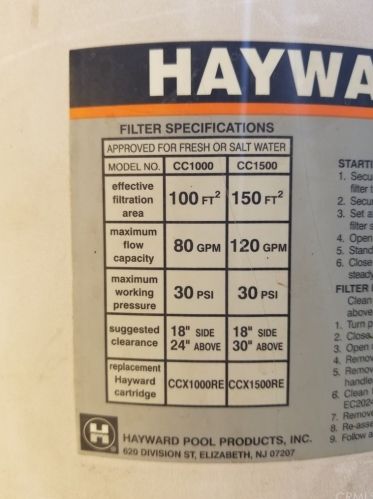 HAYWA
FILTER SPECIFICATIONS
APPROVED FOR FRESH OR SALT WATER
MODEL NO. CC1000 CC1500
effective filtration area 100 FT² 150 FT²
maximum flow capacity 80 GPM 120 GPM
maximum working pressure 30 PSI 30 PSI
suggested clearance 18" SIDE 24" ABOVE 18" SIDE 30" ABOVE
replacement Hayward cartridge CCX1000RE CCX1500RE
H
HAYWARD POOL PRODUCTS, INC.
620 DIVISION ST, ELIZABETH, NJ 07207
STARTI
1. Secu
filter t
2. Secu
3. Set a
filter s
4. Open
5. Stand
6. Close
steady
FILTER
Clean
above
1. Turn p
2. Close
3. Open
4. Remov
5. Remov
handle
6. Clean
EC2024
7. Remove
8. Re-asse
9. Follow